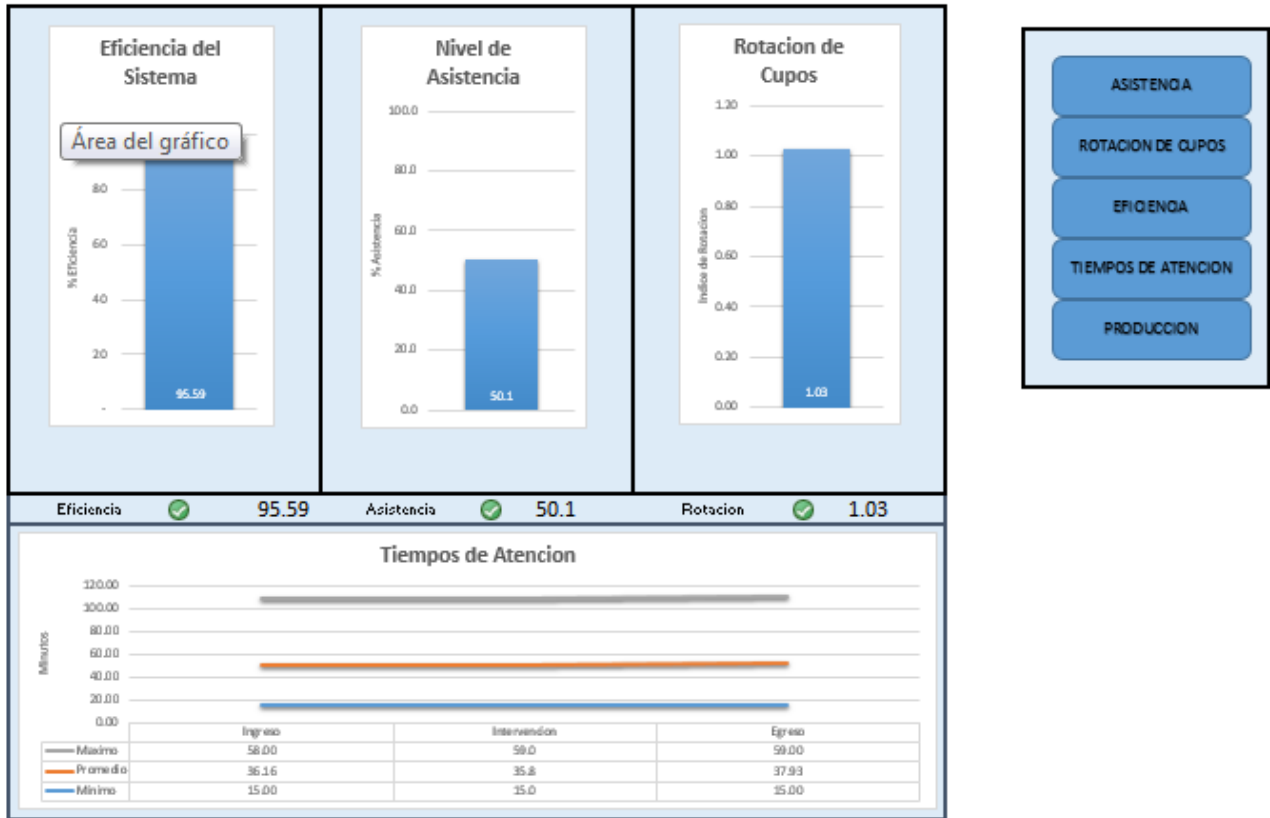 Eficiencia del
Sistema
Área del gráfico
80
60
40
20
-
% Eficiencia
95.59
Nivel de
Asistencia
100.0
80.0
60.0
40.0
20.0
0.0
% Asistencia
50.1
Rotacion de
Cupos
1.20
1.00
0.80
0.60
0.40
0.20
0.00
Indice de Rotacion
1.03
ASISTENCIA
ROTACION DE CUPOS
EFICIENCIA
TIEMPOS DE ATENCION
PRODUCCION
Eficiencia 95.59 Asistencia 50.1 Rotacion 1.03
Tiempos de Atencion
120.00
100.00
80.00
60.00
40.00
20.00
0.00
Minutos
Ingreso Intervencion Egreso
Maximo 58.00 59.0 59.00
Promedio 36.16 35.8 37.93
Mínimo 15.00 15.0 15.00